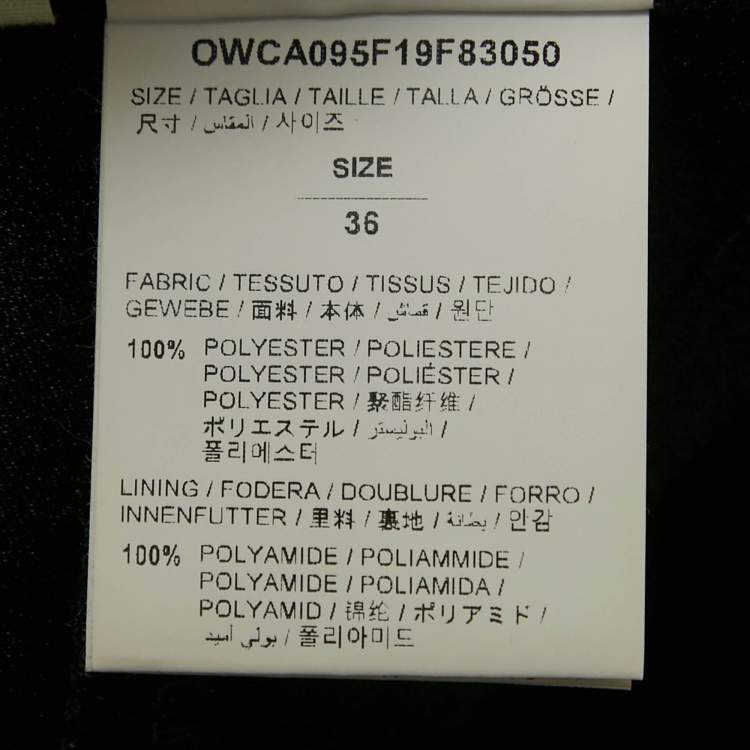 OWCA095F19F83050
SIZE / TAGLIA / TAILLE / TALLA / GRÖSSE /
尺寸 / المقاس / 사이즈
SIZE
36
FABRIC / TESSUTO / TISSUS / TEJIDO /
GEWEBE / 面料 / 本体 / قماش / 원단
100% POLYESTER / POLIESTERE /
POLYESTER / POLIÉSTER /
POLYESTER / 聚酯纤维 /
ポリエステル / البوليستر /
폴리에스터
LINING / FODERA / DOUBLURE / FORRO /
INNENFUTTER / 里料 / 裏地 / بطانة / 안감
100% POLYAMIDE / POLIAMMIDE /
POLYAMIDE / POLIAMIDA /
POLYAMID / 锦纶 / ポリアミド /
بولي أميد / 폴리아미드